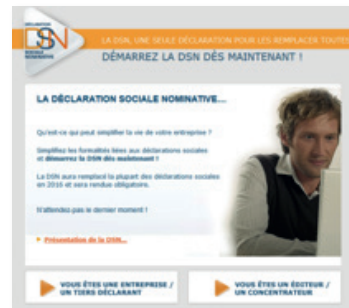 DÉCLARATION
DSN
SOCIALE
NOMINATIVE
LA DSN, UNE SEULE DÉCLARATION POUR LES REMPLACER TOUTES
DÉMARREZ LA DSN DÈS MAINTENANT !
LA DÉCLARATION SOCIALE NOMINATIVE....
Qu'est-ce qui peut simplifier la vie de votre entreprise ?
Simplifiez les formalités liées aux déclarations sociales
et démarrez la DSN dès maintenant !
La DSN aura remplacé la plupart des déclarations sociales
en 2016 et sera rendue obligatoire.
N'attendez pas le dernier moment !
Présentation de la DSN...
VOUS ÊTES UNE ENTREPRISE /
UN TIERS DÉCLARANT
VOUS ÊTES UN ÉDITEUR /
UN CONCENTRATEUR